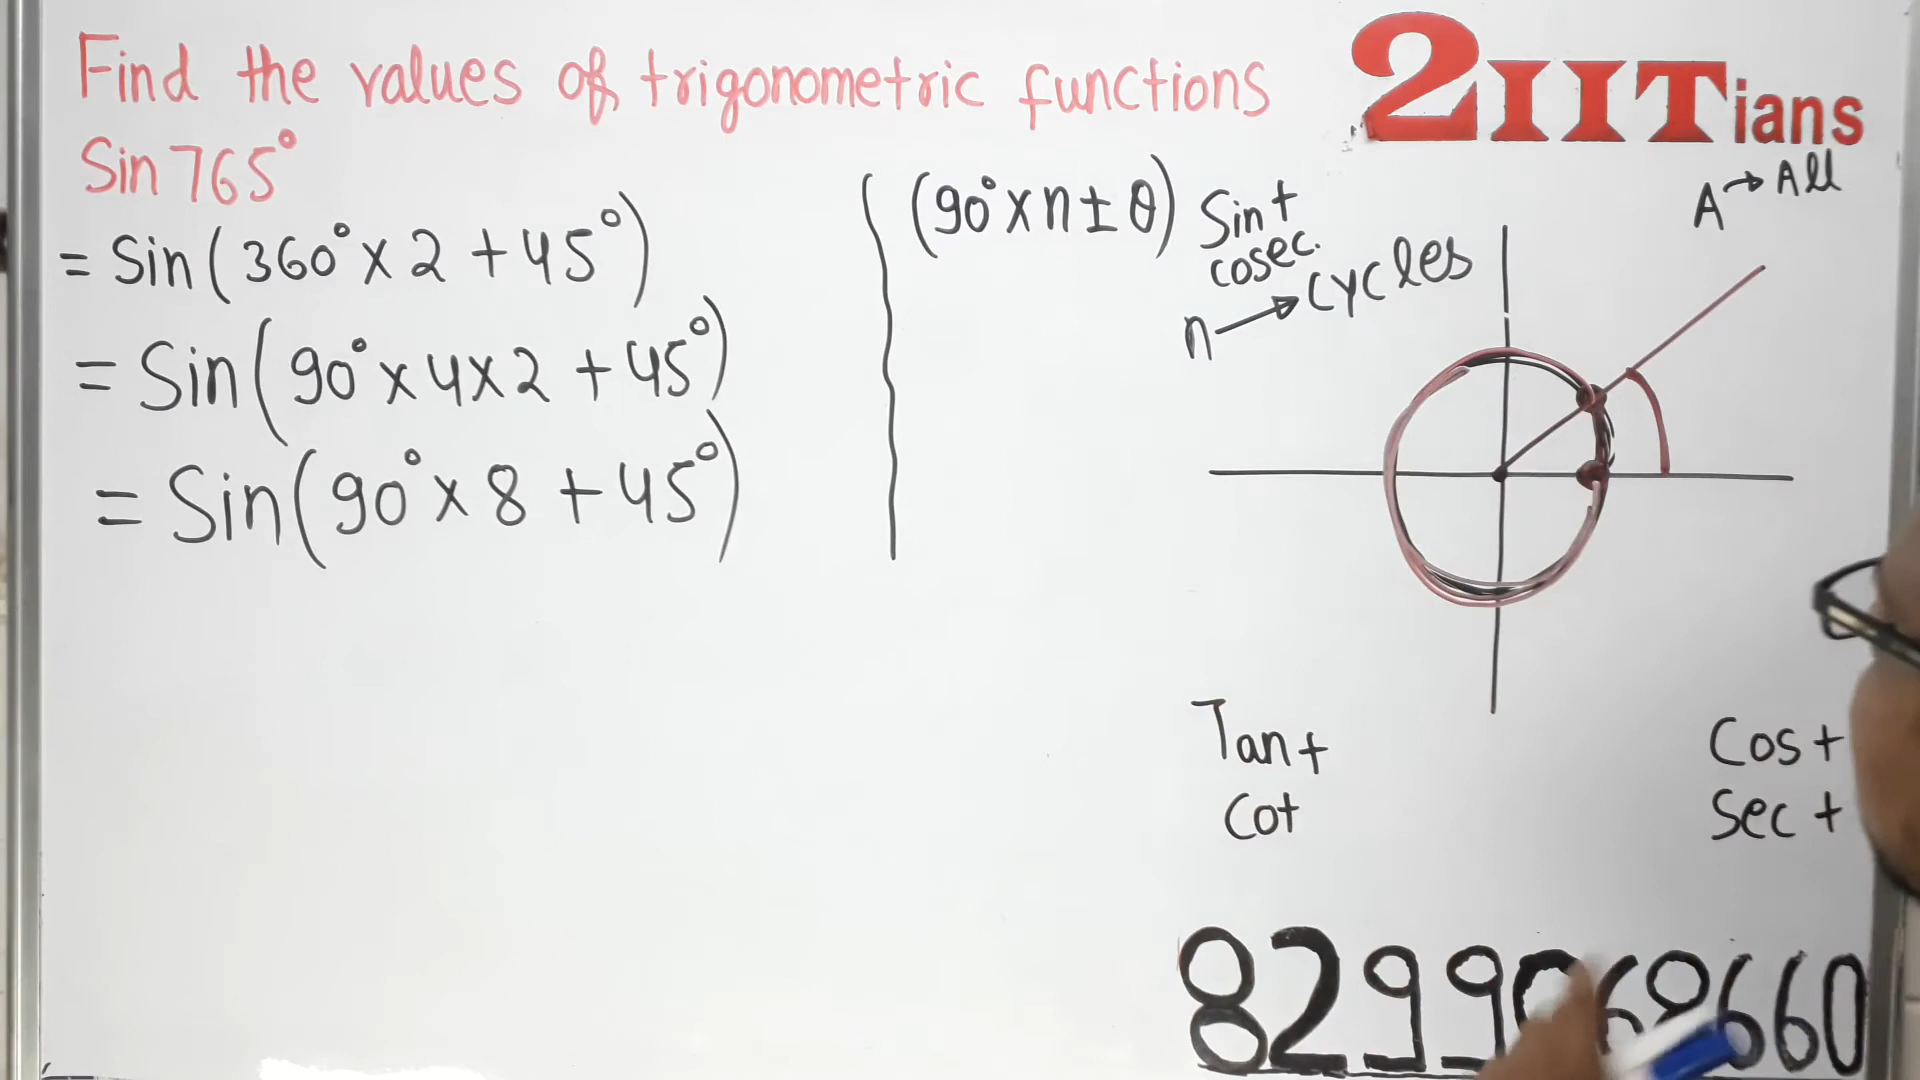 Find the values of trigonometric functions
Sin 765°
= Sin(360° × 2 + 45°)
= Sin(90° × 4 × 2 + 45°)
= Sin(90° × 8 + 45°)
(90° × n ± θ)
2IITians
A → All
Sin +
cosec.
n → cycles
Tan +
Cot
Cos +
Sec +
8299068660